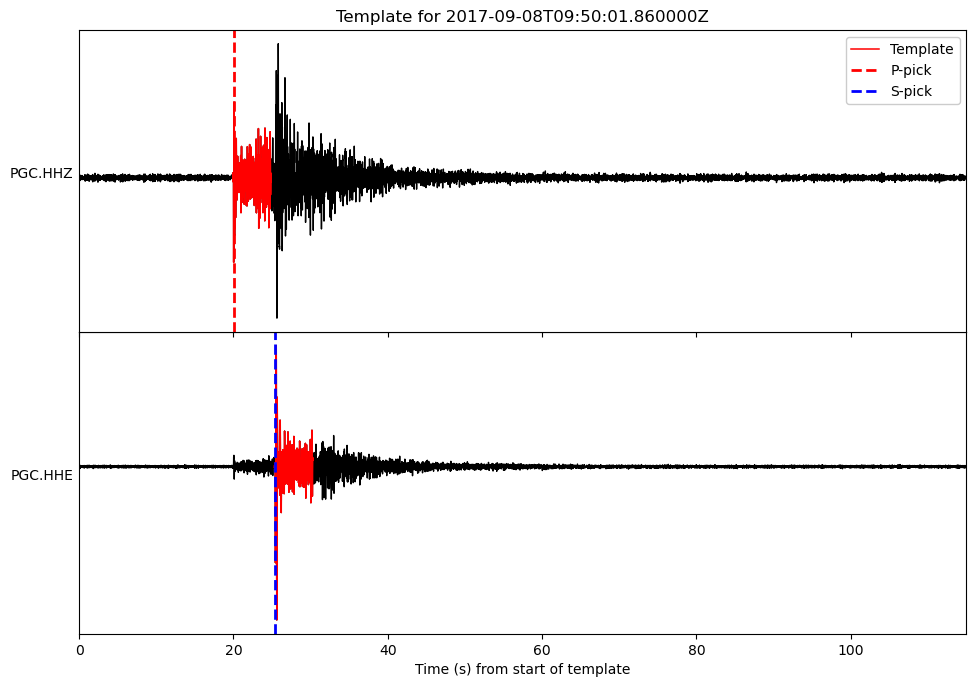 Template for 2017-09-08T09:50:01.860000Z
Template
P-pick
S-pick
PGC.HHZ
PGC.HHE
0 20 40 60 80 100
Time (s) from start of template